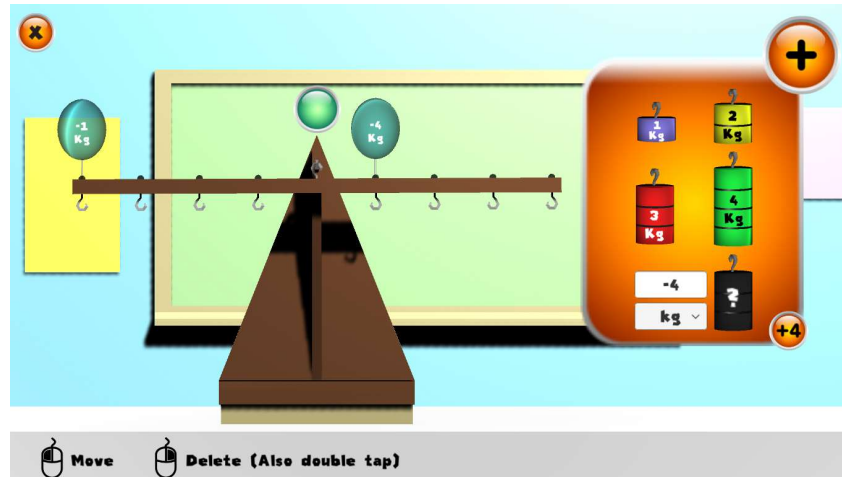 -1
Kg
-4
Kg
1
Kg
2
Kg
3
Kg
4
Kg
-4
kg
?
+4
Move
Delete (Also double tap)